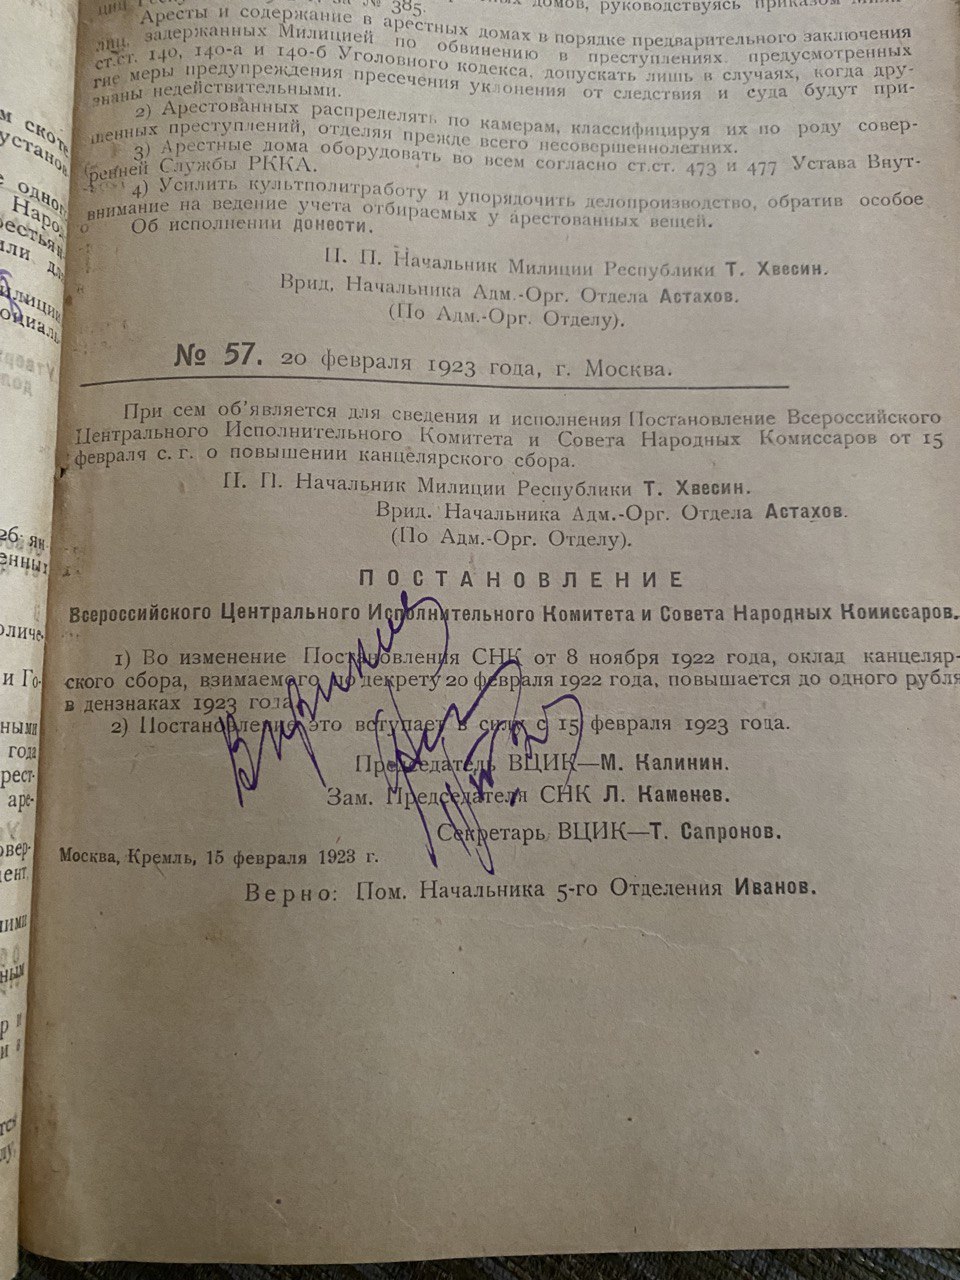 домов, руководствуясь приказом
за № 385.
Аресты и содержание в арестных домах в порядке предварительного заключения
лиц, задержанных Милицией по обвинению в преступлениях, предусмотренных
ст.ст. 140, 140-а и 140-б Уголовного кодекса, допускать лишь в случаях, когда дру-
гие меры предупреждения пресечения уклонения от следствия и суда будут при-
знаны недействительными.
2) Арестованных распределять по камерам, классифицируя их по роду совер-
шенных преступлений, отделяя прежде всего несовершеннолетних.
3) Арестные дома оборудовать во всем согласно ст.ст. 473 и 477 Устава Внут-
ренней Службы РККА.
4) Усилить культполитработу и упорядочить делопроизводство, обратив особое
внимание на ведение учета отбираемых у арестованных вещей.
Об исполнении донести.
П. П. Начальник Милиции Республики Т. Хвесин.
Врид, Начальника Адм.-Орг. Отдела Астахов.
(По Адм.-Орг. Отделу).
№ 57. 20 февраля 1923 года, г. Москва.
При сем об'является для сведения и исполнения Постановление Всероссийского
Центрального Исполнительного Комитета и Совета Народных Комиссаров от 15
февраля с. г. о повышении канцелярского сбора.
П. П. Начальник Милиции Республики Т. Хвесин.
Врид. Начальника Адм.-Орг. Отдела Астахов.
(По Адм.-Орг. Отделу).
ПОСТАНОВЛЕНИЕ
Всероссийского Центрального Исполнительного Комитета и Совета Народных Комиссаров.
1) Во изменение Постановления СНК от 8 ноября 1922 года, оклад канцеляр-
ского сбора, взимаемого по декрету 20 февраля 1922 года, повышается до одного рубля
в дензнаках 1923 года.
2) Постановление это вступает в силу с 15 февраля 1923 года.
Председатель ВЦИК—М. Калинин.
Зам. Председателя СНК Л. Каменев.
Секретарь ВЦИК—Т. Сапронов.
Москва, Кремль, 15 февраля 1923 г.
Верно: Пом. Начальника 5-го Отделения Иванов.